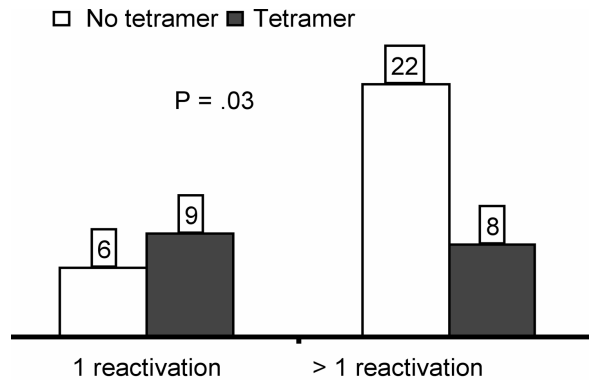 No tetramer Tetramer
22
P = .03
9
8
6
1 reactivation > 1 reactivation